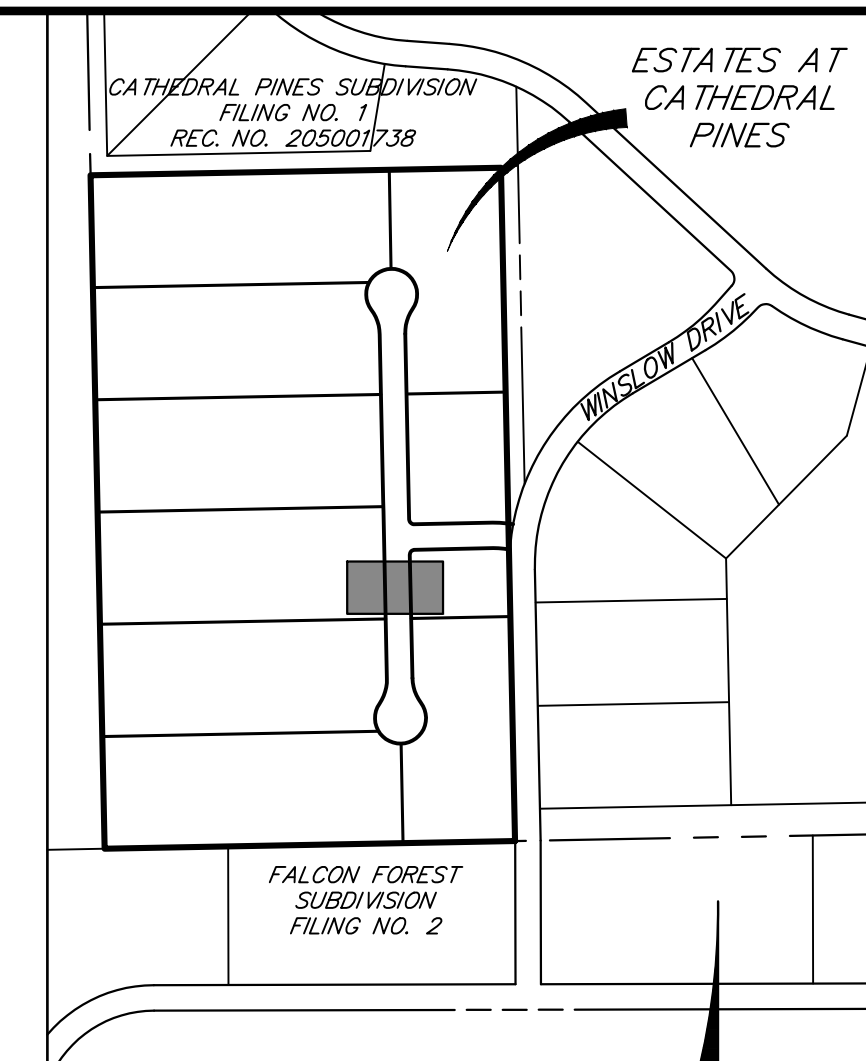 ESTATES AT
CATHEDRAL
PINES
CATHEDRAL PINES SUBDIVISION
FILING NO. 1
REC. NO. 205001738
WINSLOW DRIVE
FALCON FOREST
SUBDIVISION
FILING NO. 2